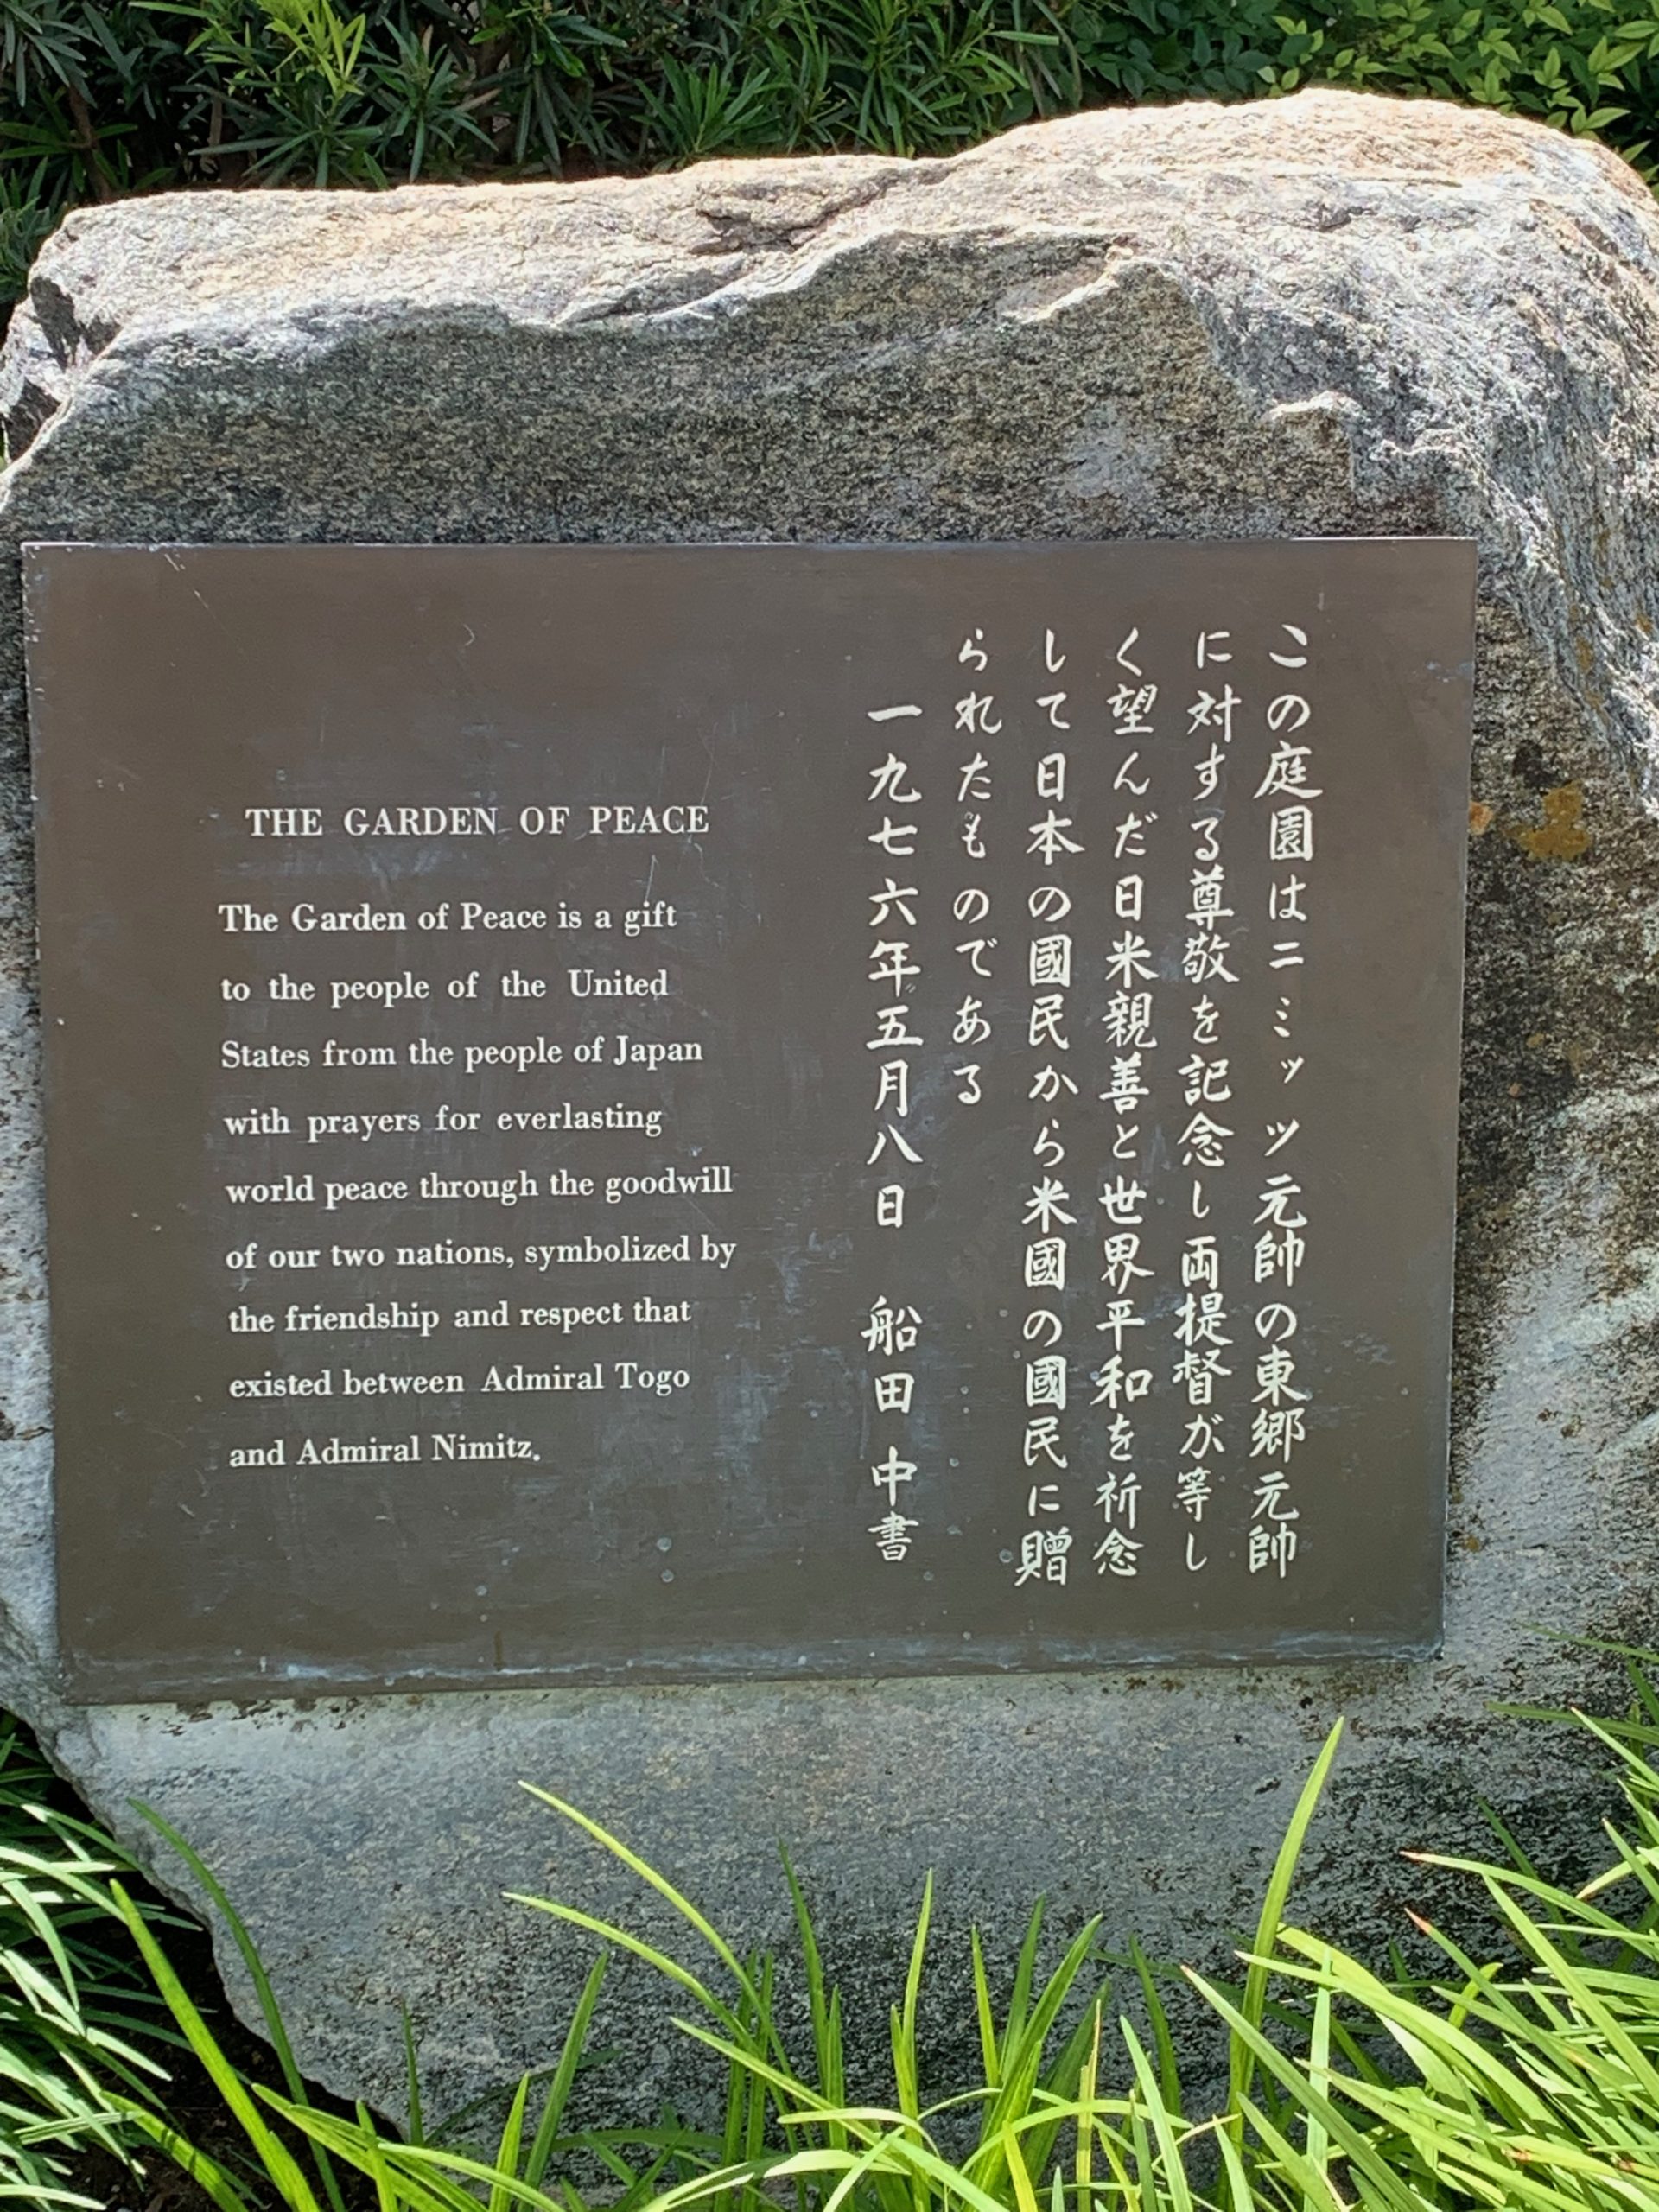 THE GARDEN OF PEACE
The Garden of Peace is a gift
to the people of the United
States from the people of Japan
with prayers for everlasting
world peace through the goodwill
of our two nations, symbolized by
the friendship and respect that
existed between Admiral Togo
and Admiral Nimitz.
この庭園はニミッツ元帥の東郷元帥
に対する尊敬を記念し両提督が等し
く望んだ日米親善と世界平和を祈念
して日本の國民から米國の國民に贈
られたものである
一九七六年五月八日 船田中書